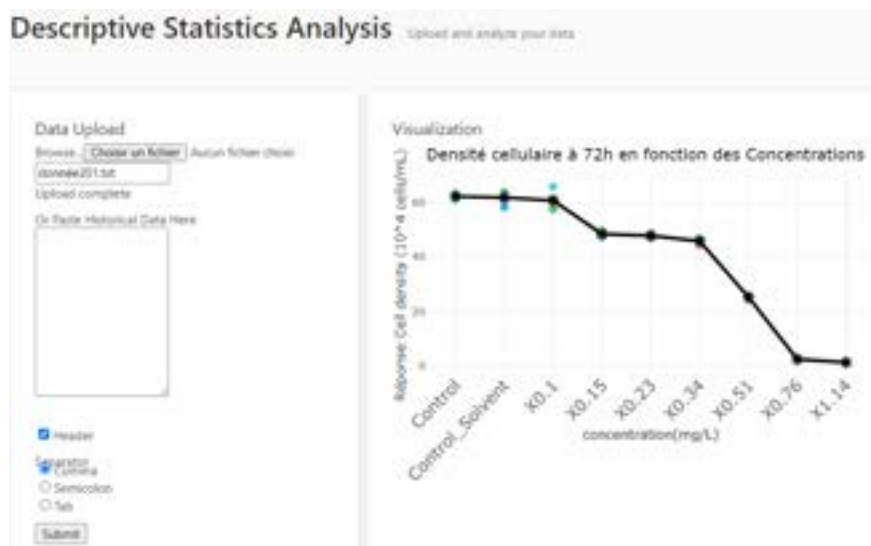 Descriptive Statistics Analysis Upload and analyze your data
Data Upload
Browse... Choisir un fichier Aucun fichier choisi
donnée201.txt
Upload complete
Or Paste Historical Data Here
Header
Separator
Comma
Semicolon
Tab
Submit
Visualization
Densité cellulaire à 72h en fonction des Concentrations
Réponse Cell density (10^4 cells/mL)
60
40
20
0
Control
Control_Solvent
X0.1
X0.15
X0.23
X0.34
X0.51
X0.76
X1.14
concentration(mg/L)